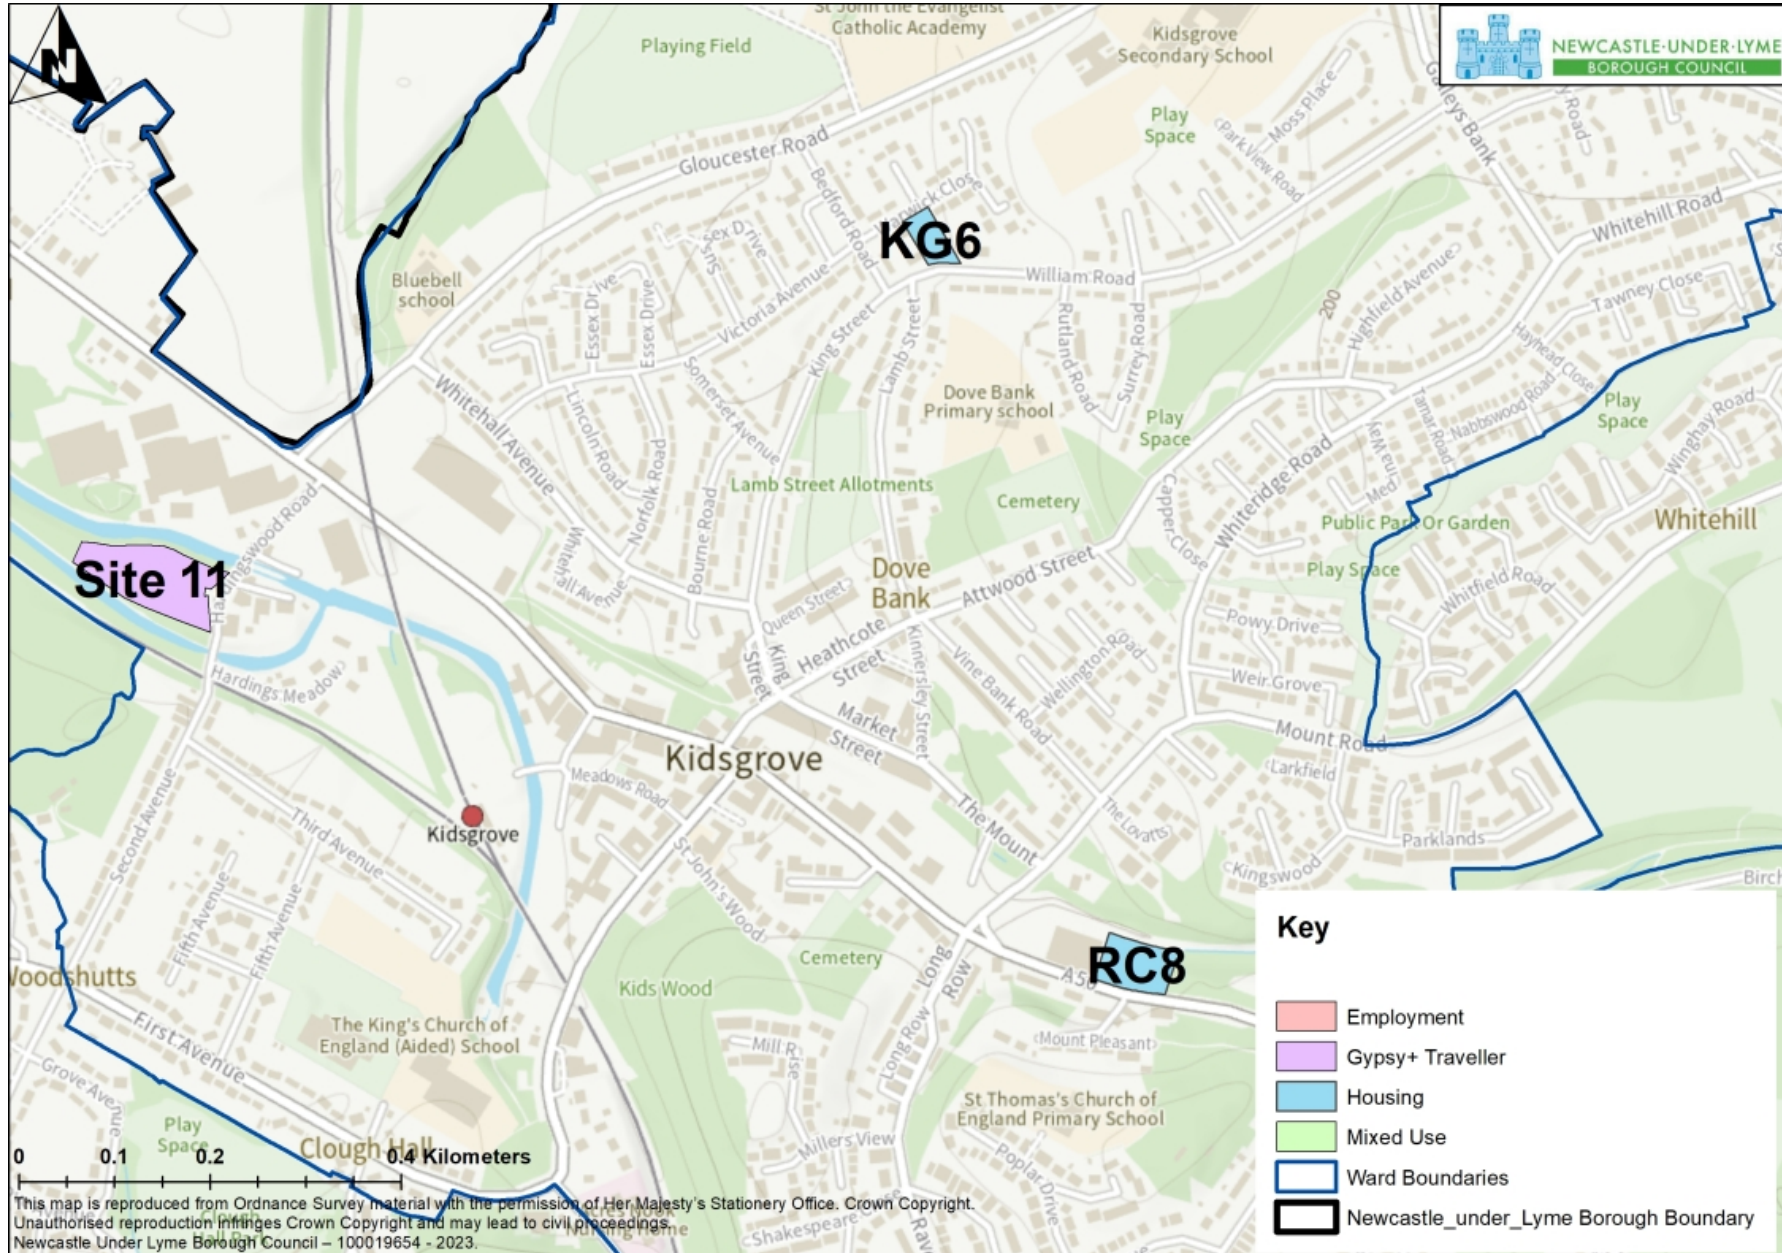 N
St John the Evangelist
Catholic Academy
Kidsgrove
Secondary School
Playing Field
NEWCASTLE·UNDER·LYME
BOROUGH COUNCIL
Gloucester Road
Play
Space
Park View Road
Moss Place
Bedford Road
KG6
William Road
Whitehill Road
Bluebell
school
Essex Drive
Essex Drive
Victoria Avenue
King Street
Lamb Street
Rutland Road
Surrey Road
200
Highfield Avenue
Tawney Close
Hayhead Close
Whitehall Avenue
Lincoln Road
Somerset Avenue
Norfolk Road
Dove Bank
Primary school
Play
Space
Tamar Road
Nabbswood Road
Play
Space
Winghay Road
Lamb Street Allotments
Cemetery
Capper Close
Whiteridge Road
Public Park Or Garden
Whitehill
Hardingswood Road
Whitehall Avenue
Bourne Road
Dove
Bank
Attwood Street
Play Space
Whitfield Road
Site 11
Queen Street
King
Street
Heathcote
Street
Kinnersley Street
Vine Bank Road
Wellington Road
Powy Drive
Weir Grove
Hardings Meadow
Market
Street
Mount Road
Kidsgrove
Larkfield
Meadows Road
Second Avenue
Third Avenue
Kidsgrove
The Mount
The Lovatts
Parklands
Kingswood
St John's Wood
Birch
Fifth Avenue
Fifth Avenue
Cemetery
Long
Row
RC8
Kids Wood
First Avenue
The King's Church of
England (Aided) School
Mill Rise
Long Row
Mount Pleasant
Grove Avenue
St Thomas's Church of
England Primary School
Play
Space
Clough Hall
Millers View
Poplar Drive
Shakespeare
Key
Employment
Gypsy+ Traveller
Housing
Mixed Use
Ward Boundaries
Newcastle_under_Lyme Borough Boundary
0 0.1 0.2 0.4 Kilometers
This map is reproduced from Ordnance Survey material with the permission of Her Majesty's Stationery Office. Crown Copyright.
Unauthorised reproduction infringes Crown Copyright and may lead to civil proceedings.
Newcastle Under Lyme Borough Council – 100019654 - 2023.